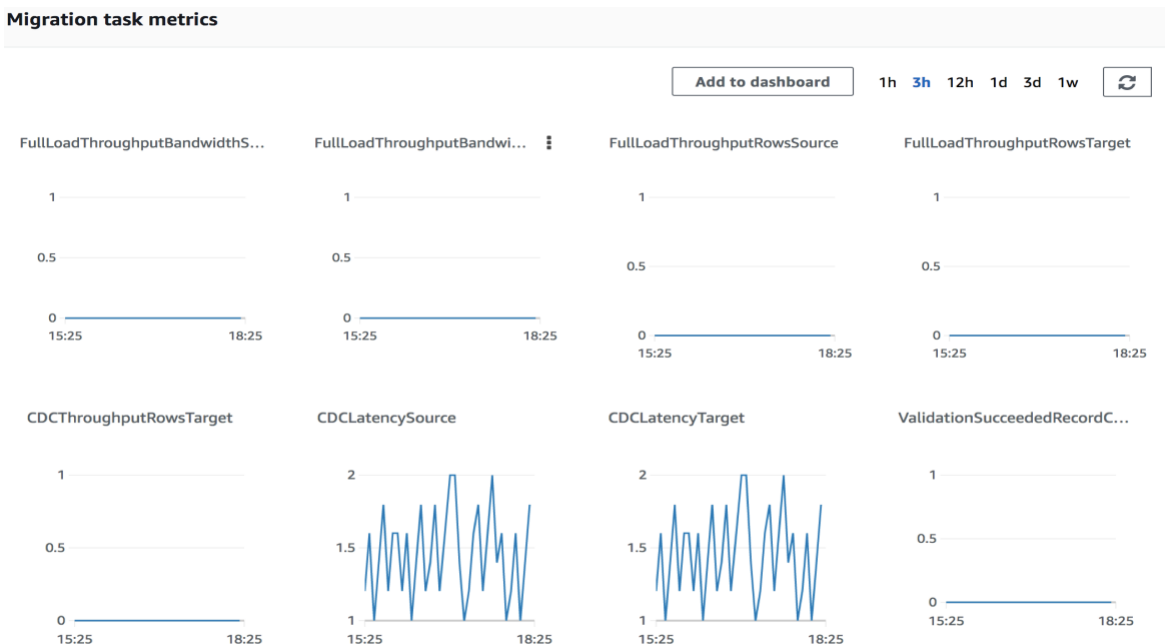 Migration task metrics
Add to dashboard 1h 3h 12h 1d 3d 1w
FullLoadThroughputBandwidthS... FullLoadThroughputBandwi... FullLoadThroughputRowsSource FullLoadThroughputRowsTarget
1 1 1 1
0.5 0.5 0.5 0.5
0 0 0 0
15:25 18:25 15:25 18:25 15:25 18:25 15:25 18:25
CDCThroughputRowsTarget CDCLatencySource CDCLatencyTarget ValidationSucceededRecordC...
1 2 2 1
0.5 1.5 1.5 0.5
0 1 1 0
15:25 18:25 15:25 18:25 15:25 18:25 15:25 18:25